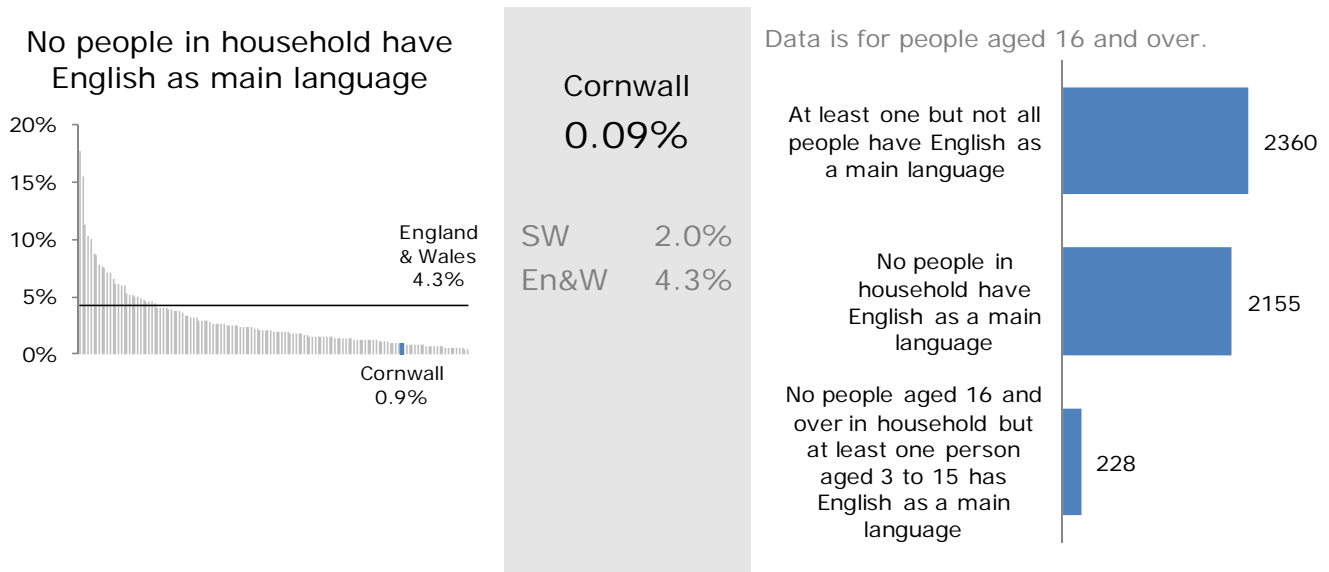 No people in household have
English as main language
20%
15%
10%
5%
0%
England
& Wales
4.3%
Cornwall
0.9%
Cornwall
0.09%
SW 2.0%
En&W 4.3%
Data is for people aged 16 and over.
At least one but not all
people have English as
a main language
2360
No people in
household have
English as a main
language
2155
No people aged 16 and
over in household but
at least one person
aged 3 to 15 has
English as a main
language
228